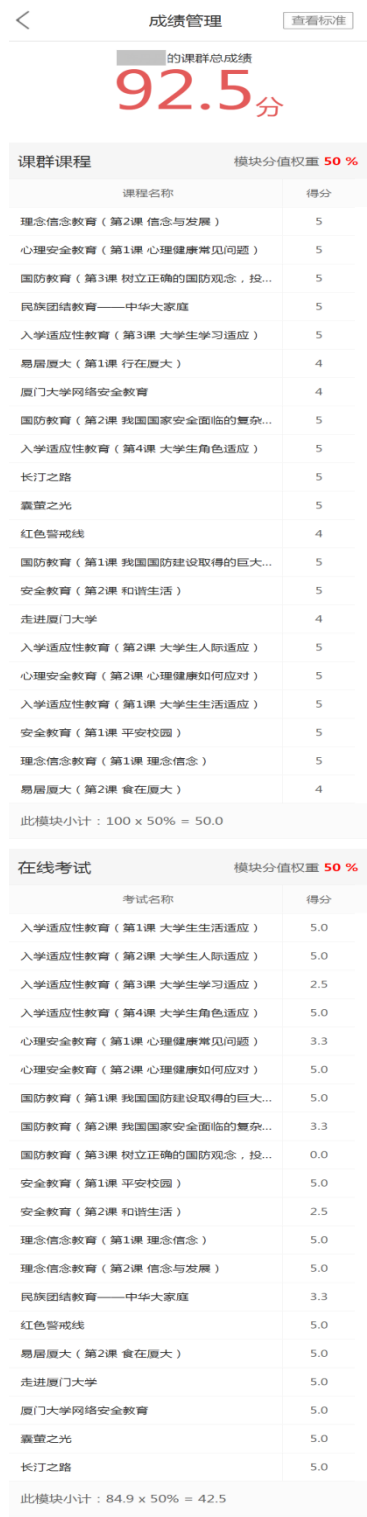 成绩管理
查看标准
的课群总成绩
92.5分
课群课程 模块分值权重 50 %
课程名称 得分
理念信念教育（第2课 信念与发展） 5
心理安全教育（第1课 心理健康常见问题） 5
国防教育（第3课 树立正确的国防观念，投... 5
民族团结教育——中华大家庭 5
入学适应性教育（第3课 大学生学习适应） 5
易居厦大（第1课 行在厦大） 4
厦门大学网络安全教育 4
国防教育（第2课 我国国家安全面临的复杂... 5
入学适应性教育（第4课 大学生角色适应） 5
长汀之路 5
囊萤之光 5
红色警戒线 4
国防教育（第1课 我国国防建设取得的巨大... 5
安全教育（第2课 和谐生活） 5
走进厦门大学 4
入学适应性教育（第2课 大学生人际适应） 5
心理安全教育（第2课 心理健康如何应对） 5
入学适应性教育（第1课 大学生生活适应） 5
安全教育（第1课 平安校园） 5
理念信念教育（第1课 理念信念） 5
易居厦大（第2课 食在厦大） 4
此模块小计：100 x 50% = 50.0
在线考试 模块分值权重 50 %
考试名称 得分
入学适应性教育（第1课 大学生生活适应） 5.0
入学适应性教育（第2课 大学生人际适应） 5.0
入学适应性教育（第3课 大学生学习适应） 2.5
入学适应性教育（第4课 大学生角色适应） 5.0
心理安全教育（第1课 心理健康常见问题） 3.3
心理安全教育（第2课 心理健康如何应对） 5.0
国防教育（第1课 我国国防建设取得的巨大... 5.0
国防教育（第2课 我国国家安全面临的复杂... 3.3
国防教育（第3课 树立正确的国防观念，投... 0.0
安全教育（第1课 平安校园） 5.0
安全教育（第2课 和谐生活） 2.5
理念信念教育（第1课 理念信念） 5.0
理念信念教育（第2课 信念与发展） 5.0
民族团结教育——中华大家庭 3.3
红色警戒线 5.0
易居厦大（第2课 食在厦大） 5.0
走进厦门大学 5.0
厦门大学网络安全教育 5.0
囊萤之光 5.0
长汀之路 5.0
此模块小计：84.9 x 50% = 42.5